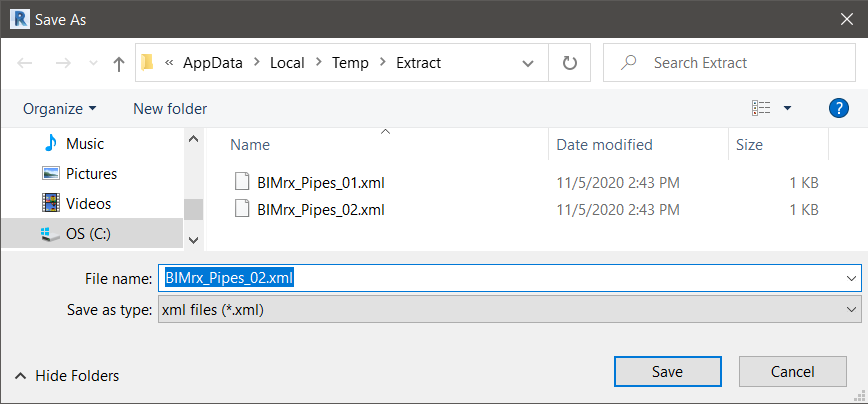 R Save As
« AppData > Local > Temp > Extract
Search Extract
Organize New folder ?
Name Date modified Size
Music
Pictures
Videos
OS (C:)
BIMrx_Pipes_01.xml 11/5/2020 2:43 PM 1 KB
BIMrx_Pipes_02.xml 11/5/2020 2:43 PM 1 KB
File name: BIMrx_Pipes_02.xml
Save as type: xml files (*.xml)
Hide Folders Save Cancel